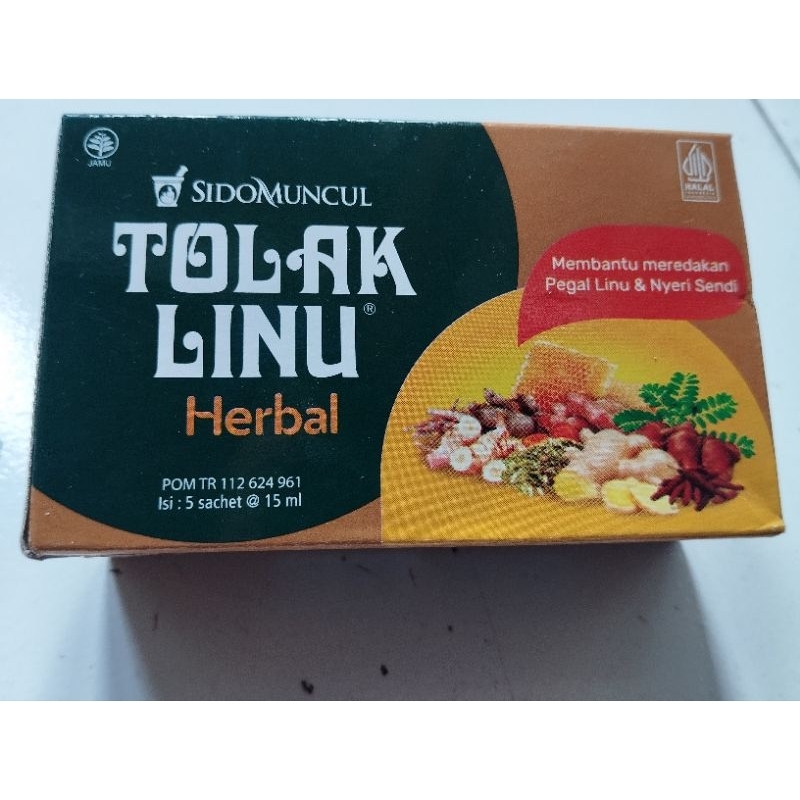 JAMU
SIDOMUNCUL
TOLAK
LINU®
Herbal
POM TR 112 624 961
Isi : 5 sachet @ 15 ml
HALAL
INDONESIA
Membantu meredakan
Pegal Linu & Nyeri Sendi